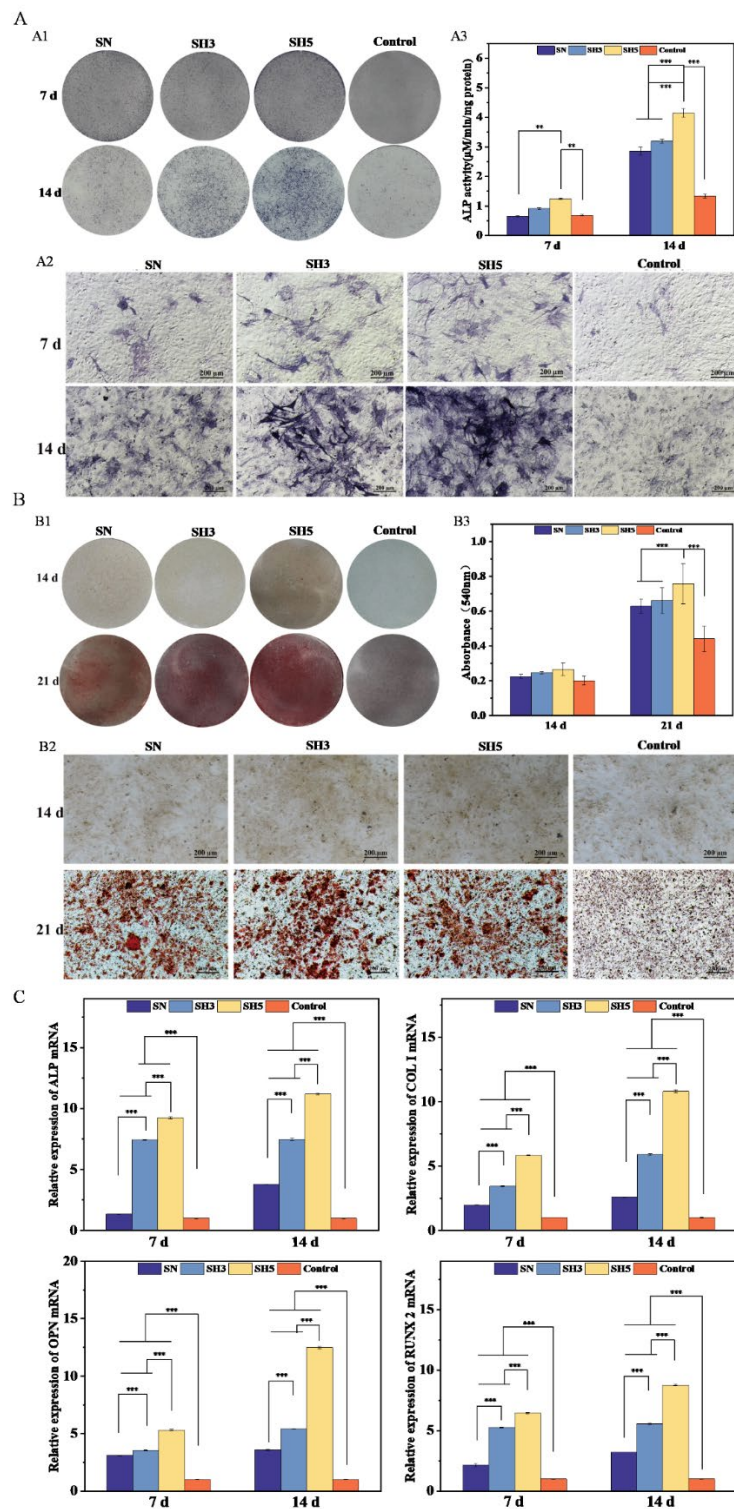 A
A1
SN SH3 SH5 Control
7 d
14 d
A3
SN SH3 SH5 Control
ALP activity(μM/min/mg protein)
6
5
4
3
2
1
0
** **
*** *** ***
7 d 14 d
A2
SN SH3 SH5 Control
7 d
200 μm 200 μm 200 μm 200 μm
14 d
200 μm 200 μm 200 μm 200 μm
B
B1
SN SH3 SH5 Control
14 d
21 d
B3
SN SH3 SH5 Control
Absorbance（540nm）
1.0
0.8
0.6
0.4
0.2
0.0
*** ***
14 d 21 d
B2
SN SH3 SH5 Control
14 d
200 μm 200 μm 200 μm 200 μm
21 d
C
SN SH3 SH5 Control
Relative expression of ALP mRNA
15
10
5
0
*** *** ***
*** *** ***
7 d 14 d
SN SH3 SH5 Control
Relative expression of COL I mRNA
15
10
5
0
*** *** ***
*** *** ***
7 d 14 d
SN SH3 SH5 Control
Relative expression of OPN mRNA
20
15
10
5
0
*** *** ***
*** *** ***
7 d 14 d
SN SH3 SH5 Control
Relative expression of RUNX 2 mRNA
15
10
5
0
*** *** ***
*** *** ***
7 d 14 d